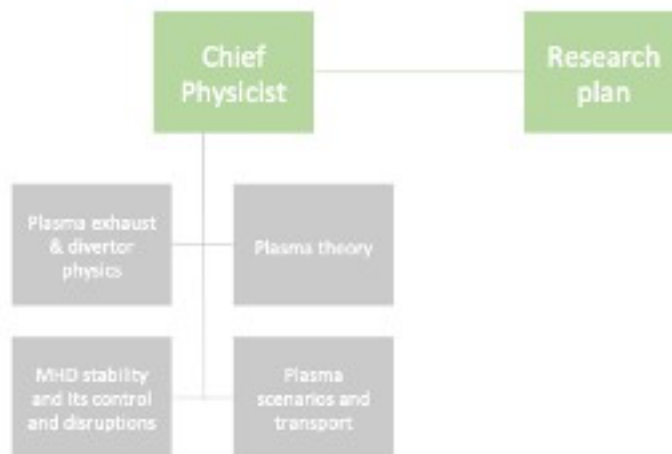 Chief
Physicist
Research
plan
Plasma exhaust
& divertor
physics
Plasma theory
MHD stability
and its control
and disruptions
Plasma
scenarios and
transport